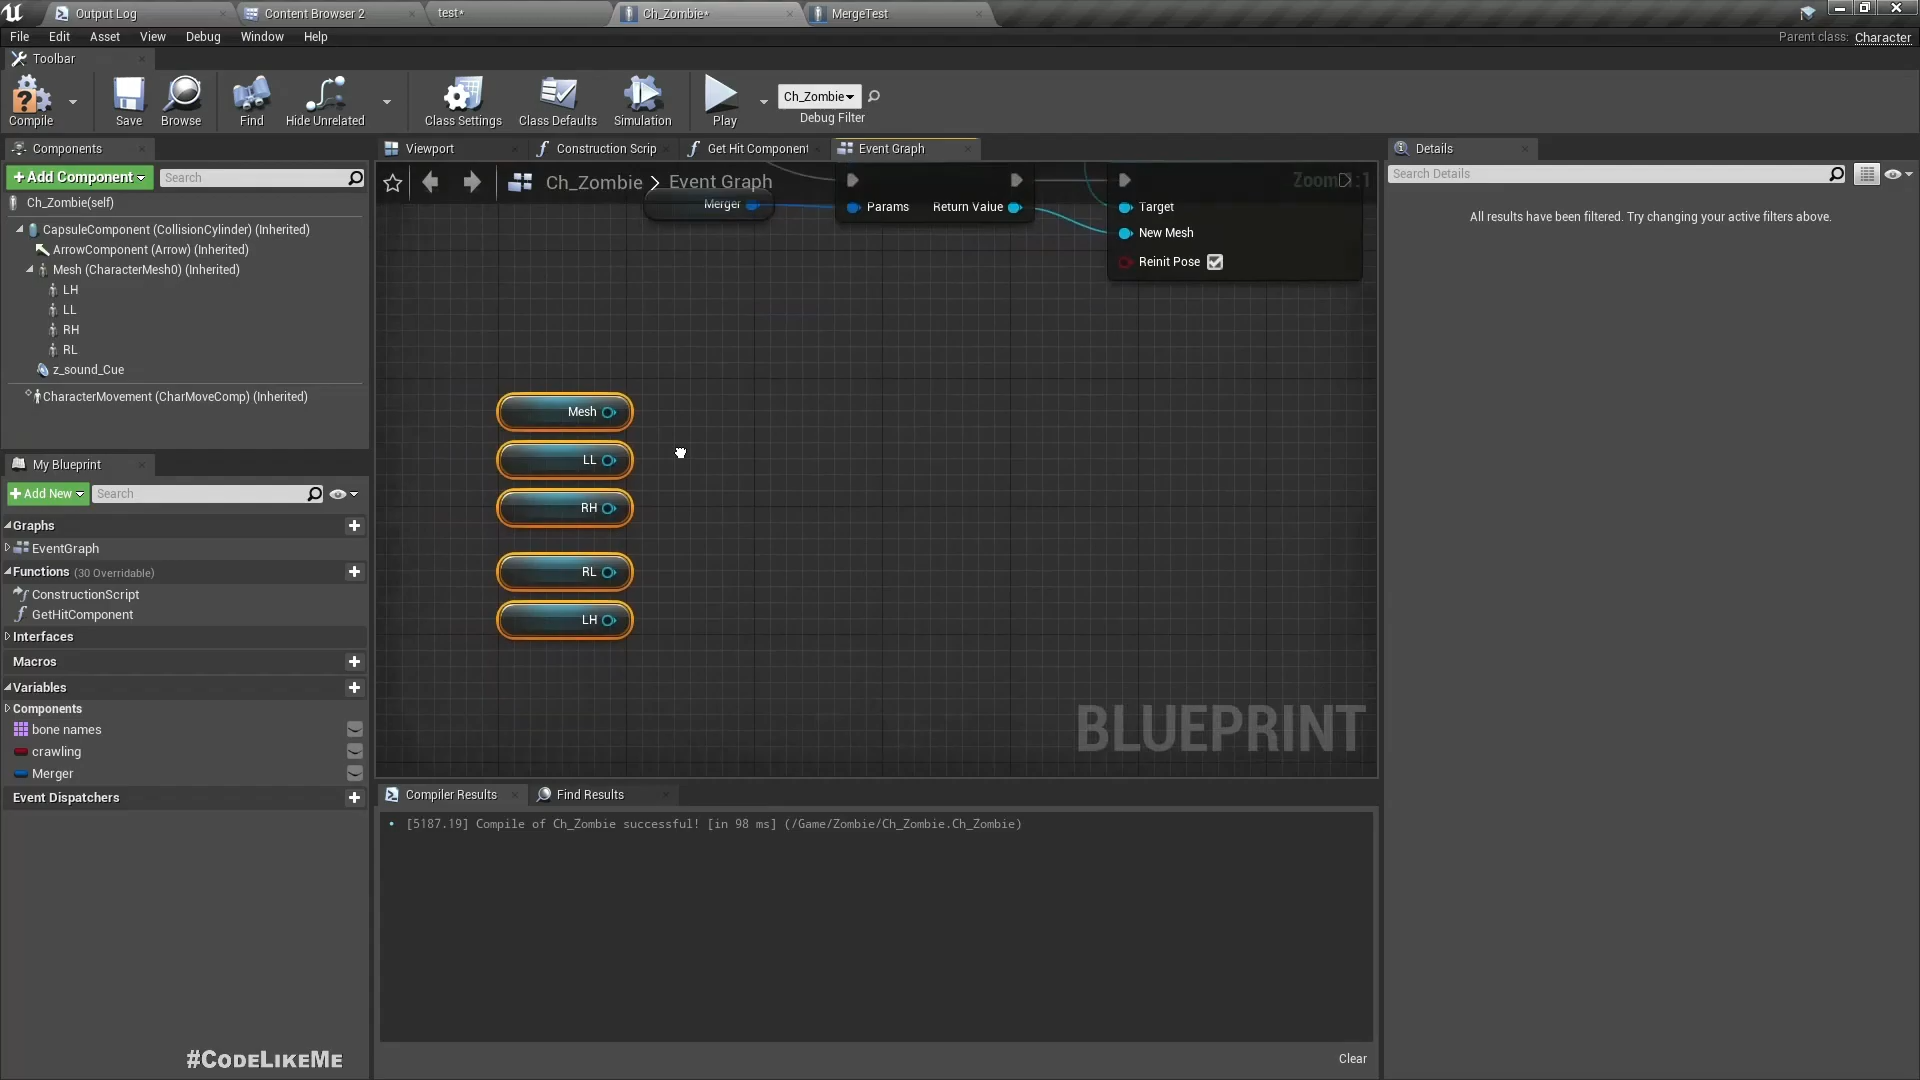 Output Log
Content Browser 2
test*
Ch_Zombie*
MergeTest
File
Edit
Asset
View
Debug
Window
Help
Parent class: Character
Toolbar
Compile
Save
Browse
Find
Hide Unrelated
Class Settings
Class Defaults
Simulation
Play
Ch_Zombie
Debug Filter
Components
Viewport
Construction Scrip
Get Hit Component
Event Graph
Details
+Add Component
Search
Ch_Zombie > Event Graph
Zoom 1:1
Search Details
Ch_Zombie(self)
CapsuleComponent (CollisionCylinder) (Inherited)
ArrowComponent (Arrow) (Inherited)
Mesh (CharacterMesh0) (Inherited)
LH
LL
RH
RL
z_sound_Cue
CharacterMovement (CharMoveComp) (Inherited)
Merger
Params
Return Value
Target
New Mesh
Reinit Pose
All results have been filtered. Try changing your active filters above.
Mesh
LL
RH
RL
LH
BLUEPRINT
My Blueprint
+Add New
Search
Graphs
EventGraph
Functions (30 Overridable)
ConstructionScript
GetHitComponent
Interfaces
Macros
Variables
Components
bone names
crawling
Merger
Event Dispatchers
Compiler Results
Find Results
[5187.19] Compile of Ch_Zombie successful! [in 98 ms] (/Game/Zombie/Ch_Zombie.Ch_Zombie)
Clear
#CodeLikeMe